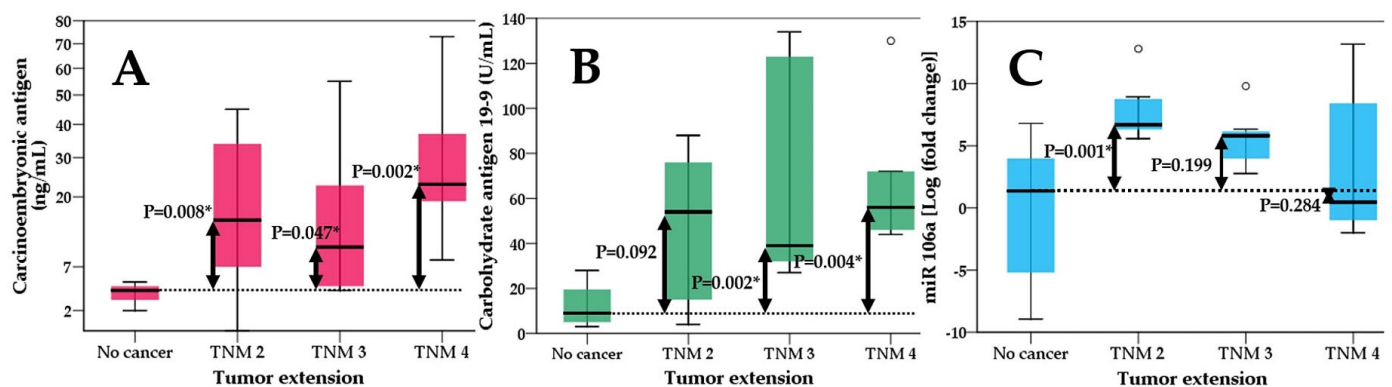 A
Carcinoembryonic antigen
(ng/mL)
80
70
60
50
40
30
20
7
2
P=0.008*
P=0.047*
P=0.002*
No cancer
TNM 2
TNM 3
TNM 4
Tumor extension
B
Carbohydrate antigen 19-9 (U/mL)
140
120
100
80
60
40
20
0
P=0.092
P=0.002*
P=0.004*
No cancer
TNM 2
TNM 3
TNM 4
Tumor extension
C
miR 106a [Log (fold change)]
15
10
5
0
-5
-10
P=0.001*
P=0.199
P=0.284
No cancer
TNM 2
TNM 3
TNM 4
Tumor extension